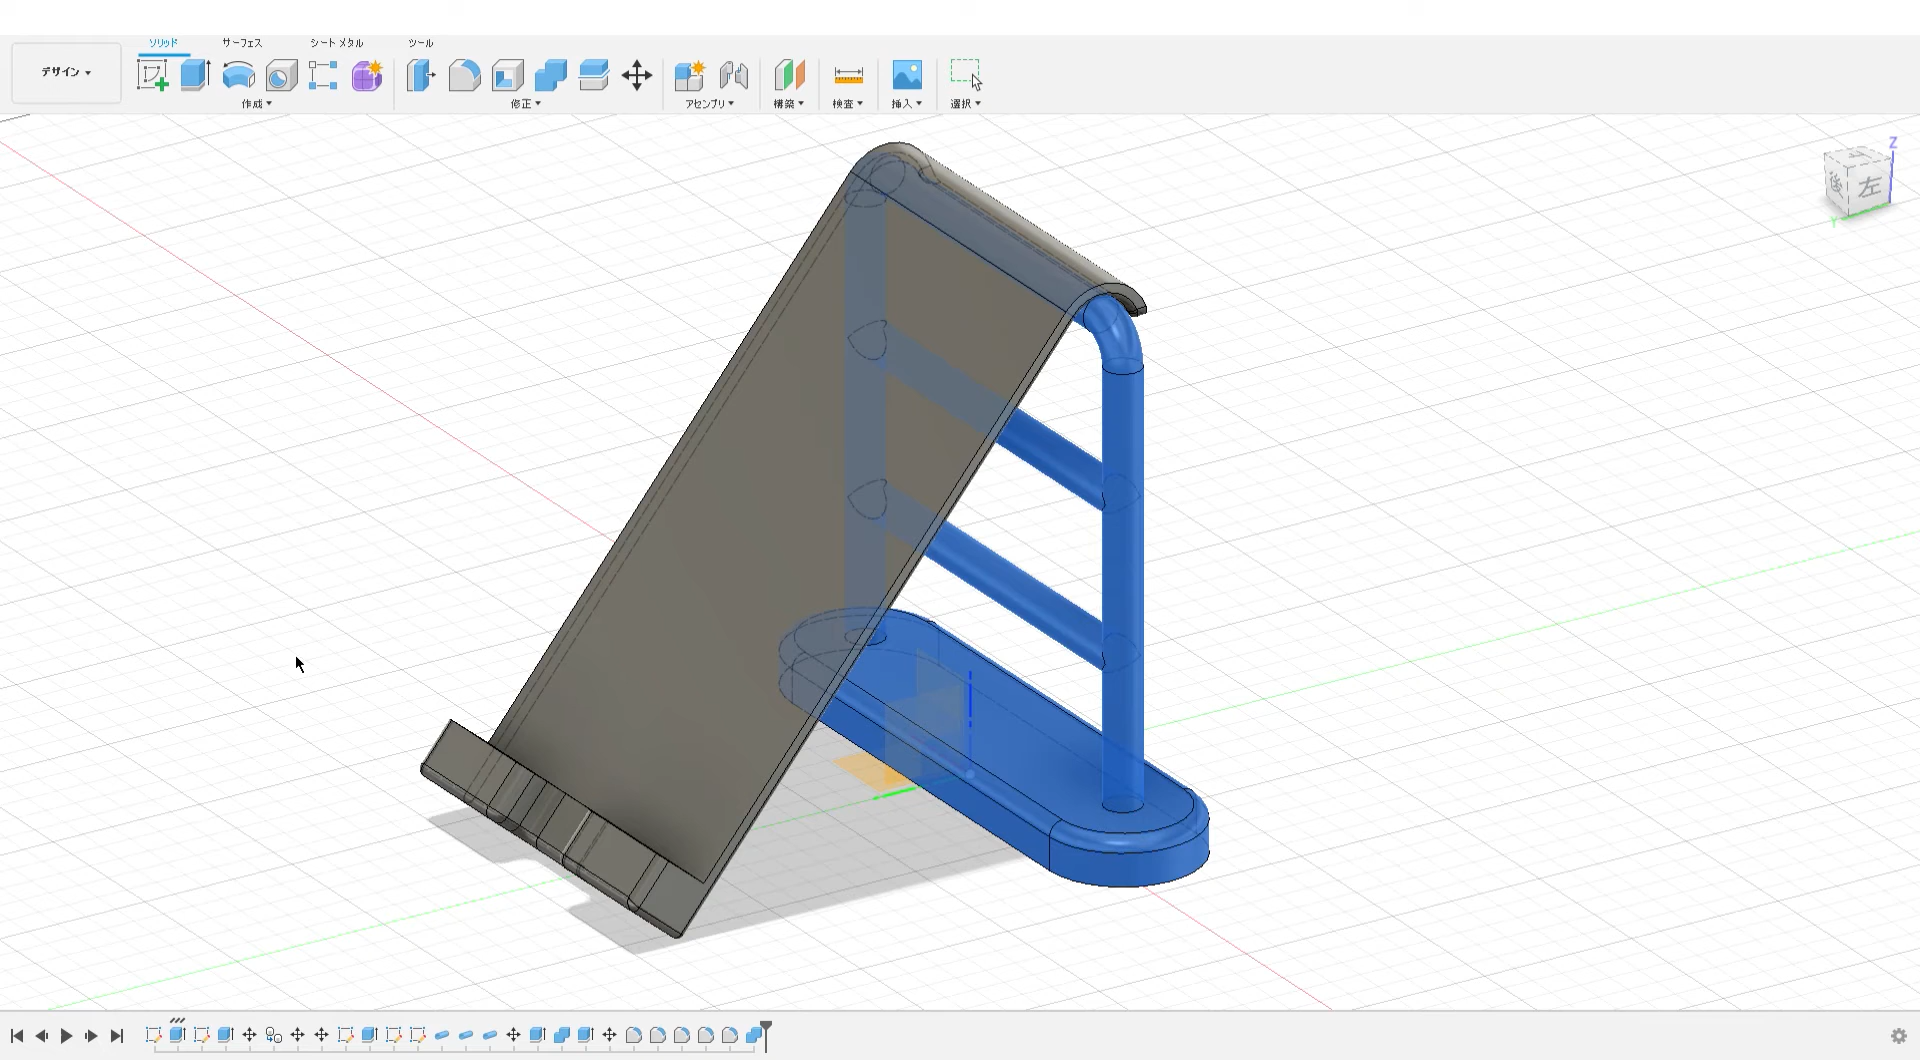 ソリッド サーフェス シート メタル ツール
デザイン ▾
作成 ▾ 修正 ▾ アセンブリ ▾ 構築 ▾ 検査 ▾ 挿入 ▾ 選択 ▾
Z
上
後 左
Y